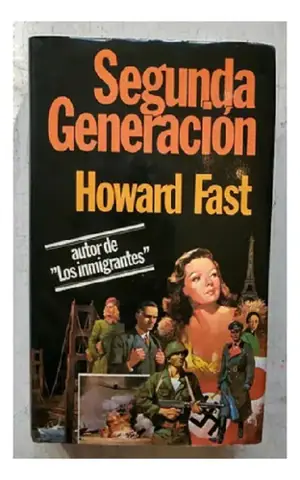 Segunda
Generación
Howard Fast
autor de
"Los inmigrantes"